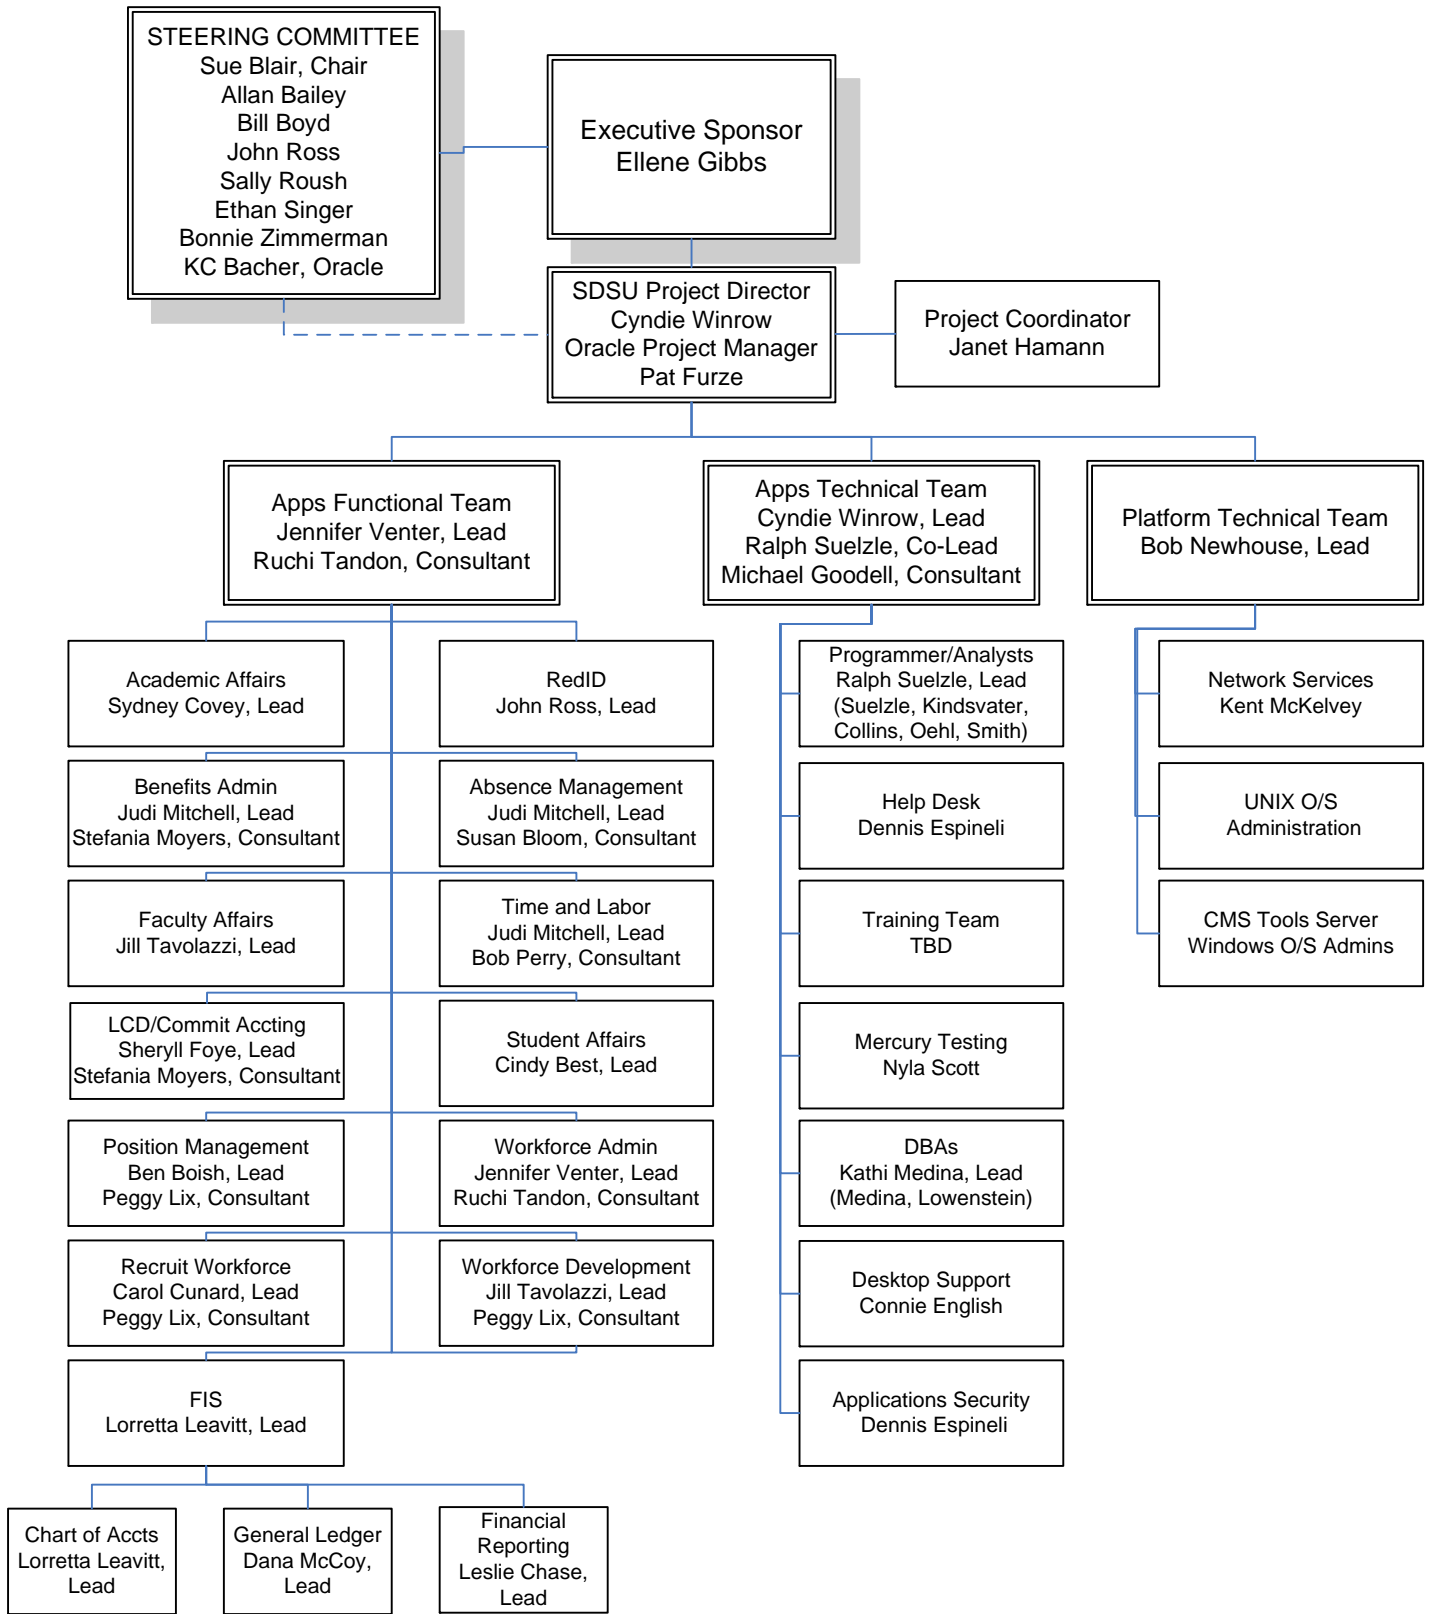 STEERING COMMITTEE
Sue Blair, Chair
Allan Bailey
Bill Boyd
John Ross
Sally Roush
Ethan Singer
Bonnie Zimmerman
KC Bacher, Oracle
Executive Sponsor
Ellene Gibbs
SDSU Project Director
Cyndie Winrow
Oracle Project Manager
Pat Furze
Project Coordinator
Janet Hamann
Apps Functional Team
Jennifer Venter, Lead
Ruchi Tandon, Consultant
Apps Technical Team
Cyndie Winrow, Lead
Ralph Suelzle, Co-Lead
Michael Goodell, Consultant
Platform Technical Team
Bob Newhouse, Lead
Academic Affairs
Sydney Covey, Lead
RedID
John Ross, Lead
Benefits Admin
Judi Mitchell, Lead
Stefania Moyers, Consultant
Absence Management
Judi Mitchell, Lead
Susan Bloom, Consultant
Faculty Affairs
Jill Tavolazzi, Lead
Time and Labor
Judi Mitchell, Lead
Bob Perry, Consultant
LCD/Commit Accting
Sheryll Foye, Lead
Stefania Moyers, Consultant
Student Affairs
Cindy Best, Lead
Position Management
Ben Boish, Lead
Peggy Lix, Consultant
Workforce Admin
Jennifer Venter, Lead
Ruchi Tandon, Consultant
Recruit Workforce
Carol Cunard, Lead
Peggy Lix, Consultant
Workforce Development
Jill Tavolazzi, Lead
Peggy Lix, Consultant
FIS
Lorretta Leavitt, Lead
Chart of Accts
Lorretta Leavitt,
Lead
General Ledger
Dana McCoy,
Lead
Financial
Reporting
Leslie Chase,
Lead
Programmer/Analysts
Ralph Suelzle, Lead
(Suelzle, Kindsvater,
Collins, Oehl, Smith)
Help Desk
Dennis Espineli
Training Team
TBD
Mercury Testing
Nyla Scott
DBAs
Kathi Medina, Lead
(Medina, Lowenstein)
Desktop Support
Connie English
Applications Security
Dennis Espineli
Network Services
Kent McKelvey
UNIX O/S
Administration
CMS Tools Server
Windows O/S Admins